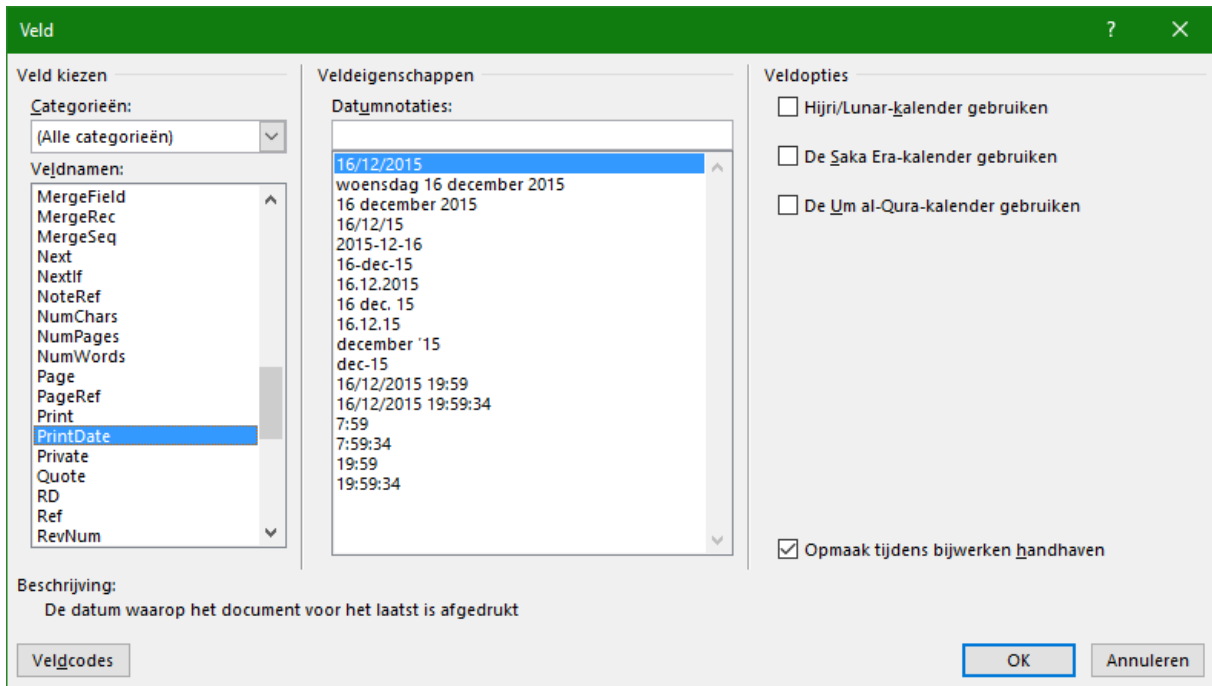 Veld
?
Veld kiezen
Categorieën:
(Alle categorieën)
Veldnamen:
MergeField
MergeRec
MergeSeq
Next
NextIf
NoteRef
NumChars
NumPages
NumWords
Page
PageRef
Print
PrintDate
Private
Quote
RD
Ref
RevNum
Veldeigenschappen
Datumnotaties:
16/12/2015
woensdag 16 december 2015
16 december 2015
16/12/15
2015-12-16
16-dec-15
16.12.2015
16 dec. 15
16.12.15
december '15
dec-15
16/12/2015 19:59
16/12/2015 19:59:34
7:59
7:59:34
19:59
19:59:34
Veldopties
Hijri/Lunar-kalender gebruiken
De Saka Era-kalender gebruiken
De Um al-Qura-kalender gebruiken
Opmaak tijdens bijwerken handhaven
Beschrijving:
De datum waarop het document voor het laatst is afgedrukt
Veldcodes
OK
Annuleren